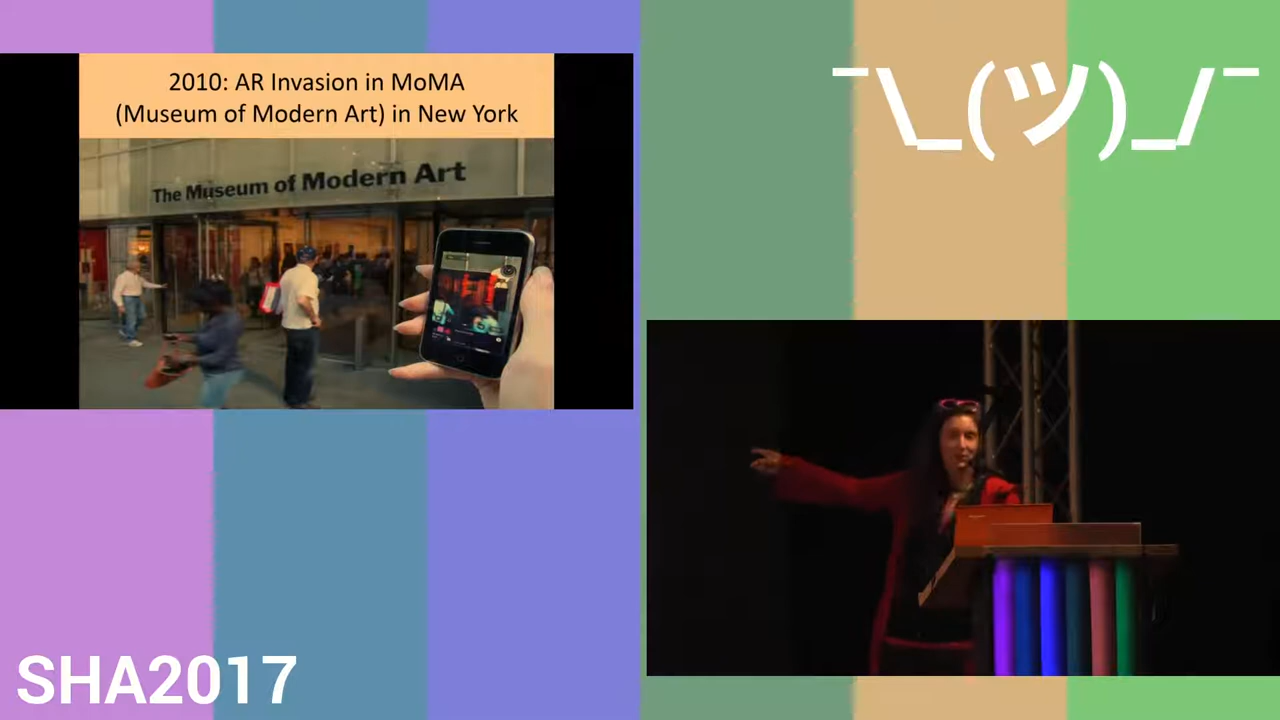 2010: AR Invasion in MoMA
(Museum of Modern Art) in New York
The Museum of Modern Art
¯\_(ツ)_/¯
SHA2017